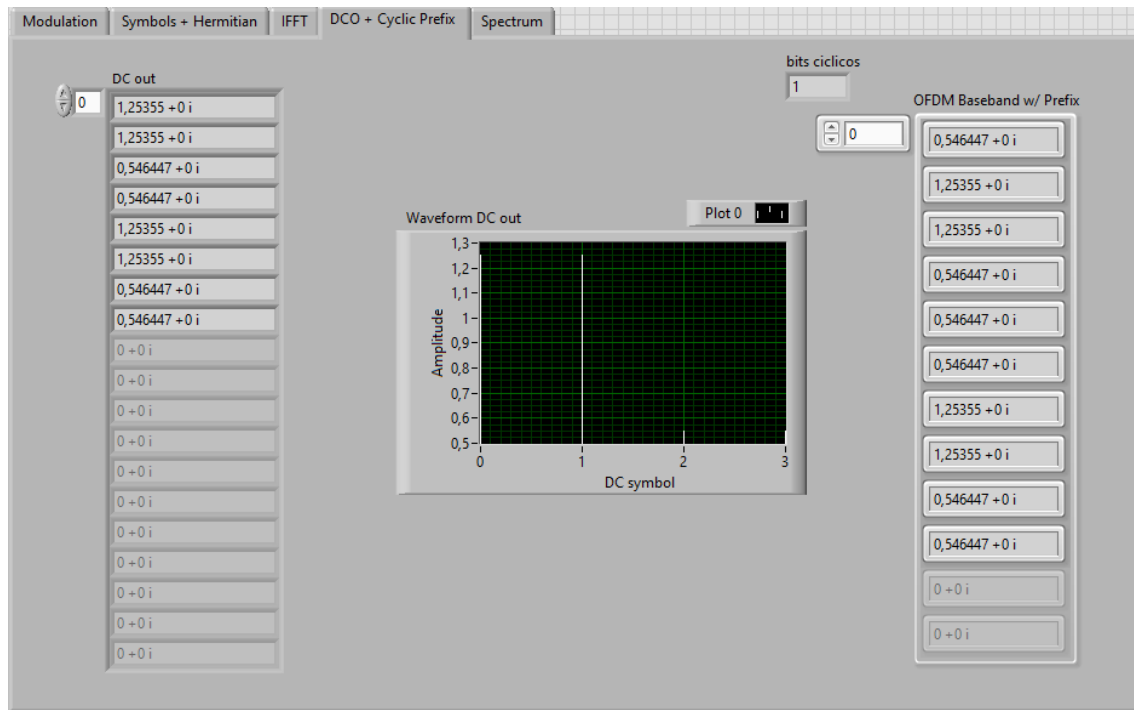 Modulation
Symbols + Hermitian
IFFT
DCO + Cyclic Prefix
Spectrum
DC out
0
1,25355 +0 i
1,25355 +0 i
0,546447 +0 i
0,546447 +0 i
1,25355 +0 i
1,25355 +0 i
0,546447 +0 i
0,546447 +0 i
0 +0 i
0 +0 i
0 +0 i
0 +0 i
0 +0 i
0 +0 i
0 +0 i
0 +0 i
0 +0 i
0 +0 i
0 +0 i
Waveform DC out
Plot 0
Amplitude
1,3
1,2
1,1
1
0,9
0,8
0,7
0,6
0,5
0
1
2
3
DC symbol
bits ciclicos
1
0
OFDM Baseband w/ Prefix
0,546447 +0 i
1,25355 +0 i
1,25355 +0 i
0,546447 +0 i
0,546447 +0 i
0,546447 +0 i
1,25355 +0 i
1,25355 +0 i
0,546447 +0 i
0,546447 +0 i
0 +0 i
0 +0 i